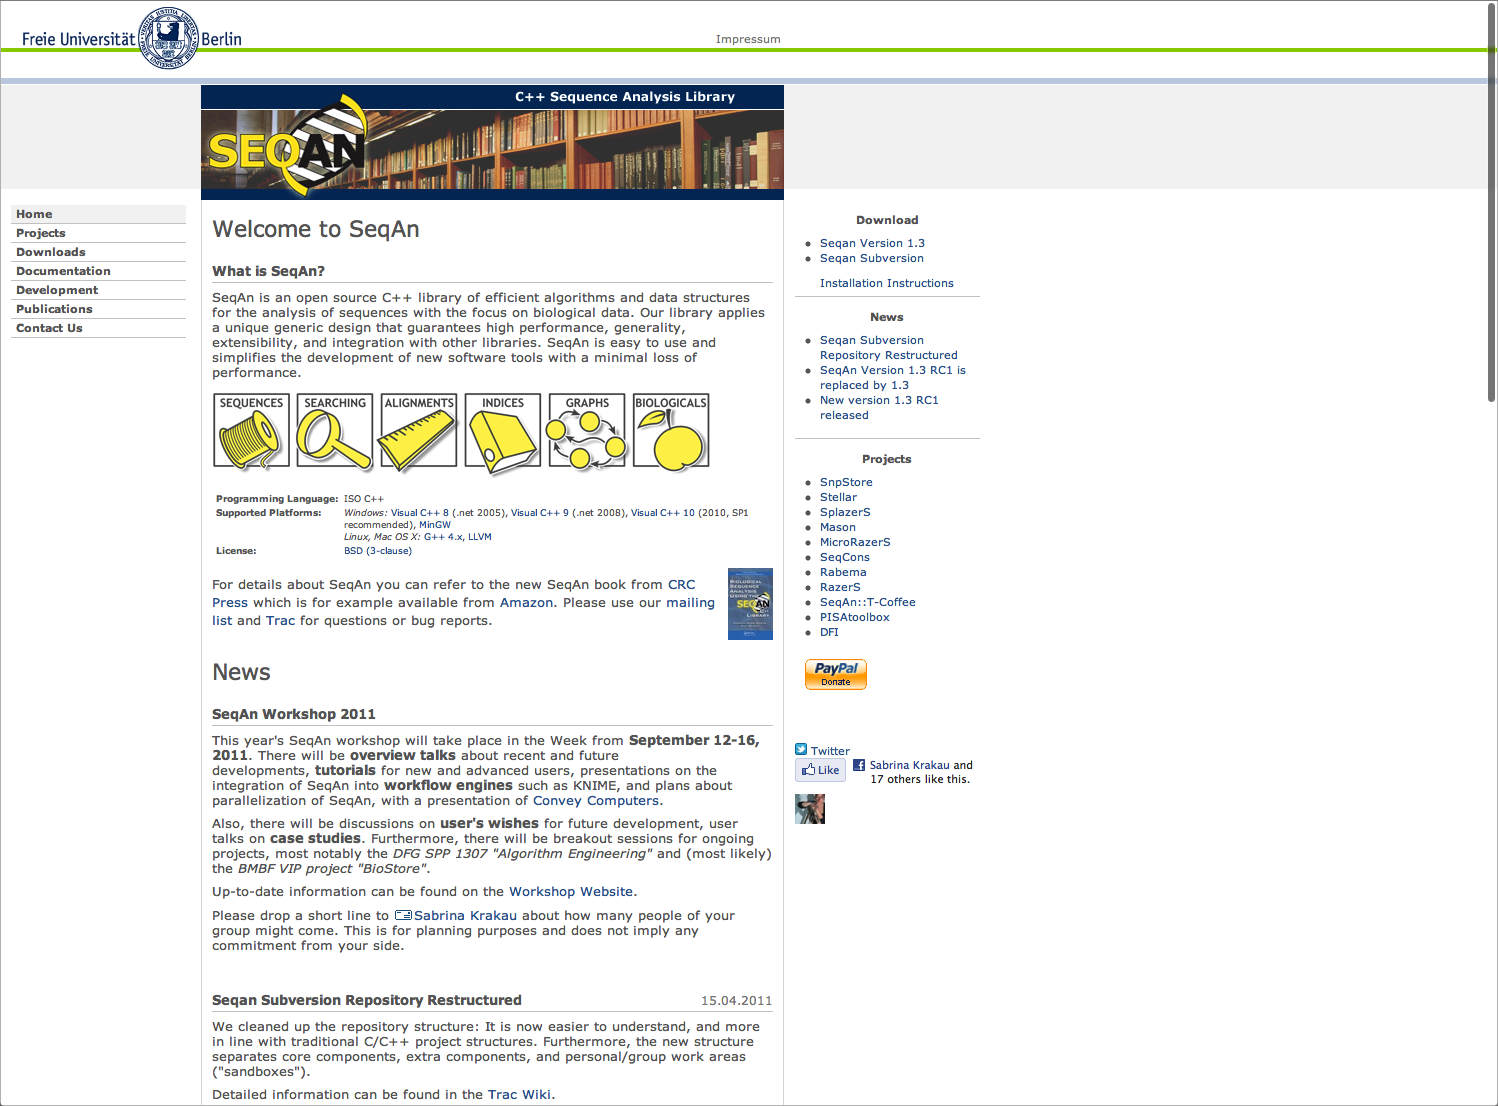 Freie Universität Berlin
Impressum
C++ Sequence Analysis Library
SEQAN
Home
Projects
Downloads
Documentation
Development
Publications
Contact Us
Welcome to SeqAn
What is SeqAn?
SeqAn is an open source C++ library of efficient algorithms and data structures
for the analysis of sequences with the focus on biological data. Our library applies
a unique generic design that guarantees high performance, generality,
extensibility, and integration with other libraries. SeqAn is easy to use and
simplifies the development of new software tools with a minimal loss of
performance.
SEQUENCES SEARCHING ALIGNMENTS INDICES GRAPHS BIOLOGICALS
Programming Language: ISO C++
Supported Platforms: Windows: Visual C++ 8 (.net 2005), Visual C++ 9 (.net 2008), Visual C++ 10 (2010, SP1
recommended), MinGW
Linux, Mac OS X: G++ 4.x, LLVM
License: BSD (3-clause)
For details about SeqAn you can refer to the new SeqAn book from CRC
Press which is for example available from Amazon. Please use our mailing
list and Trac for questions or bug reports.
BIOLOGICAL
SEQUENCE
ANALYSIS
USING THE
SEQAN
C++
LIBRARY
News
SeqAn Workshop 2011
This year's SeqAn workshop will take place in the Week from September 12-16,
2011. There will be overview talks about recent and future
developments, tutorials for new and advanced users, presentations on the
integration of SeqAn into workflow engines such as KNIME, and plans about
parallelization of SeqAn, with a presentation of Convey Computers.
Also, there will be discussions on user's wishes for future development, user
talks on case studies. Furthermore, there will be breakout sessions for ongoing
projects, most notably the DFG SPP 1307 "Algorithm Engineering" and (most likely)
the BMBF VIP project "BioStore".
Up-to-date information can be found on the Workshop Website.
Please drop a short line to Sabrina Krakau about how many people of your
group might come. This is for planning purposes and does not imply any
commitment from your side.
Seqan Subversion Repository Restructured 15.04.2011
We cleaned up the repository structure: It is now easier to understand, and more
in line with traditional C/C++ project structures. Furthermore, the new structure
separates core components, extra components, and personal/group work areas
("sandboxes").
Detailed information can be found in the Trac Wiki.
Download
Seqan Version 1.3
Seqan Subversion
Installation Instructions
News
Seqan Subversion
Repository Restructured
SeqAn Version 1.3 RC1 is
replaced by 1.3
New version 1.3 RC1
released
Projects
SnpStore
Stellar
SplazerS
Mason
MicroRazerS
SeqCons
Rabema
RazerS
SeqAn::T-Coffee
PISAtoolbox
DFI
PayPal
Donate
Twitter
Like
Sabrina Krakau and
17 others like this.